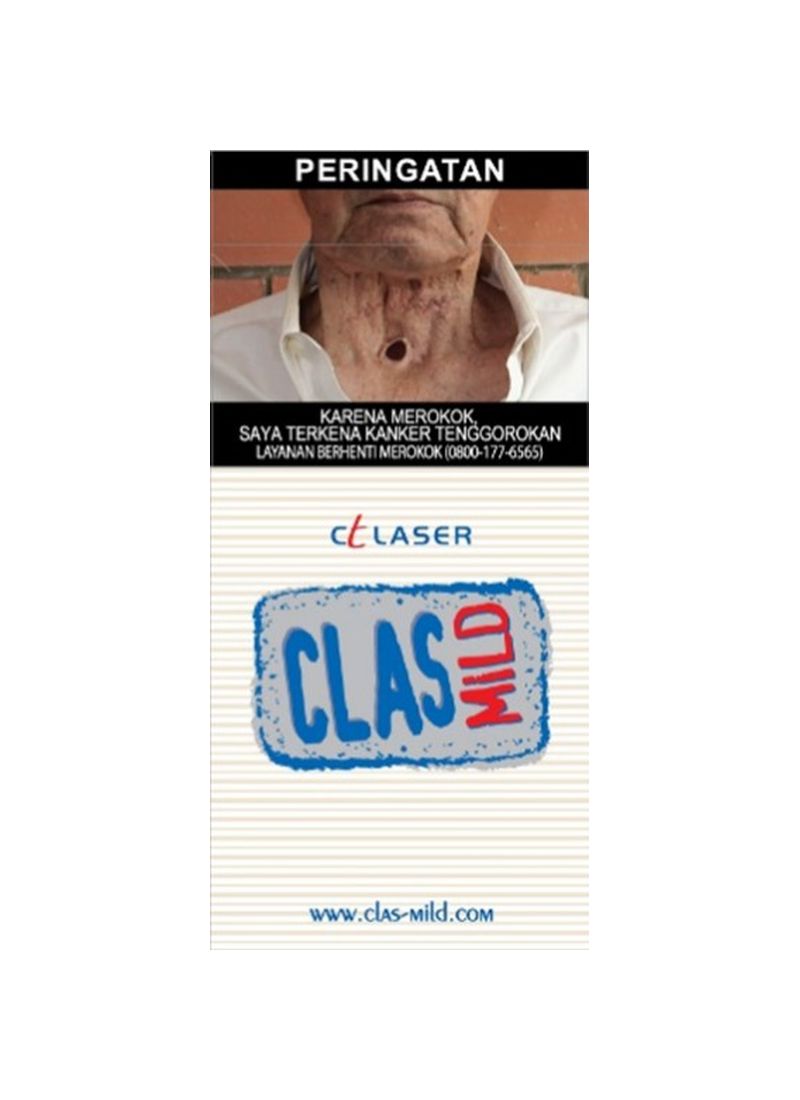 PERINGATAN
KARENA MEROKOK,
SAYA TERKENA KANKER TENGGOROKAN
LAYANAN BERHENTI MEROKOK (0800-177-6565)
Ct LASER
CLAS MILD
www.clas-mild.com